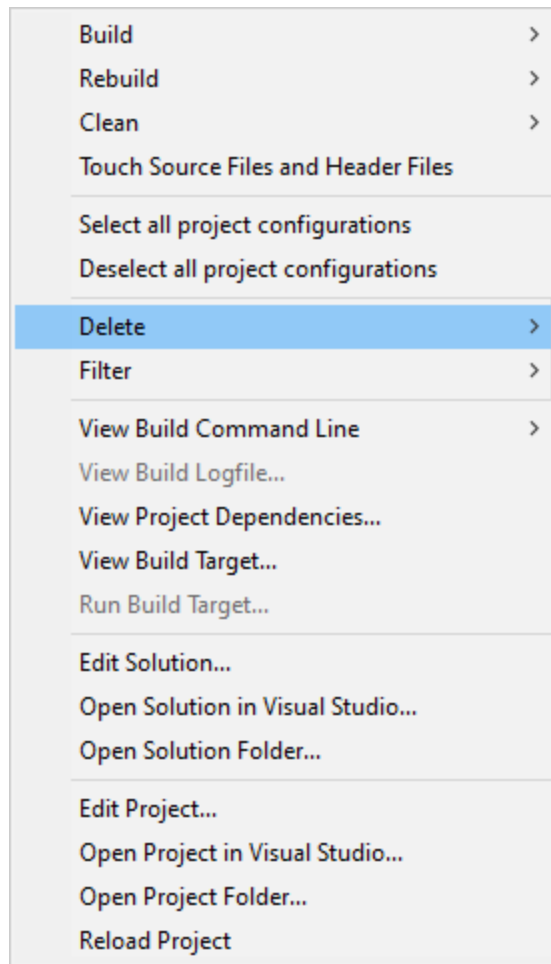 Build
Rebuild
Clean
Touch Source Files and Header Files
Select all project configurations
Deselect all project configurations
Delete
Filter
View Build Command Line
View Build Logfile...
View Project Dependencies...
View Build Target...
Run Build Target...
Edit Solution...
Open Solution in Visual Studio...
Open Solution Folder...
Edit Project...
Open Project in Visual Studio...
Open Project Folder...
Reload Project